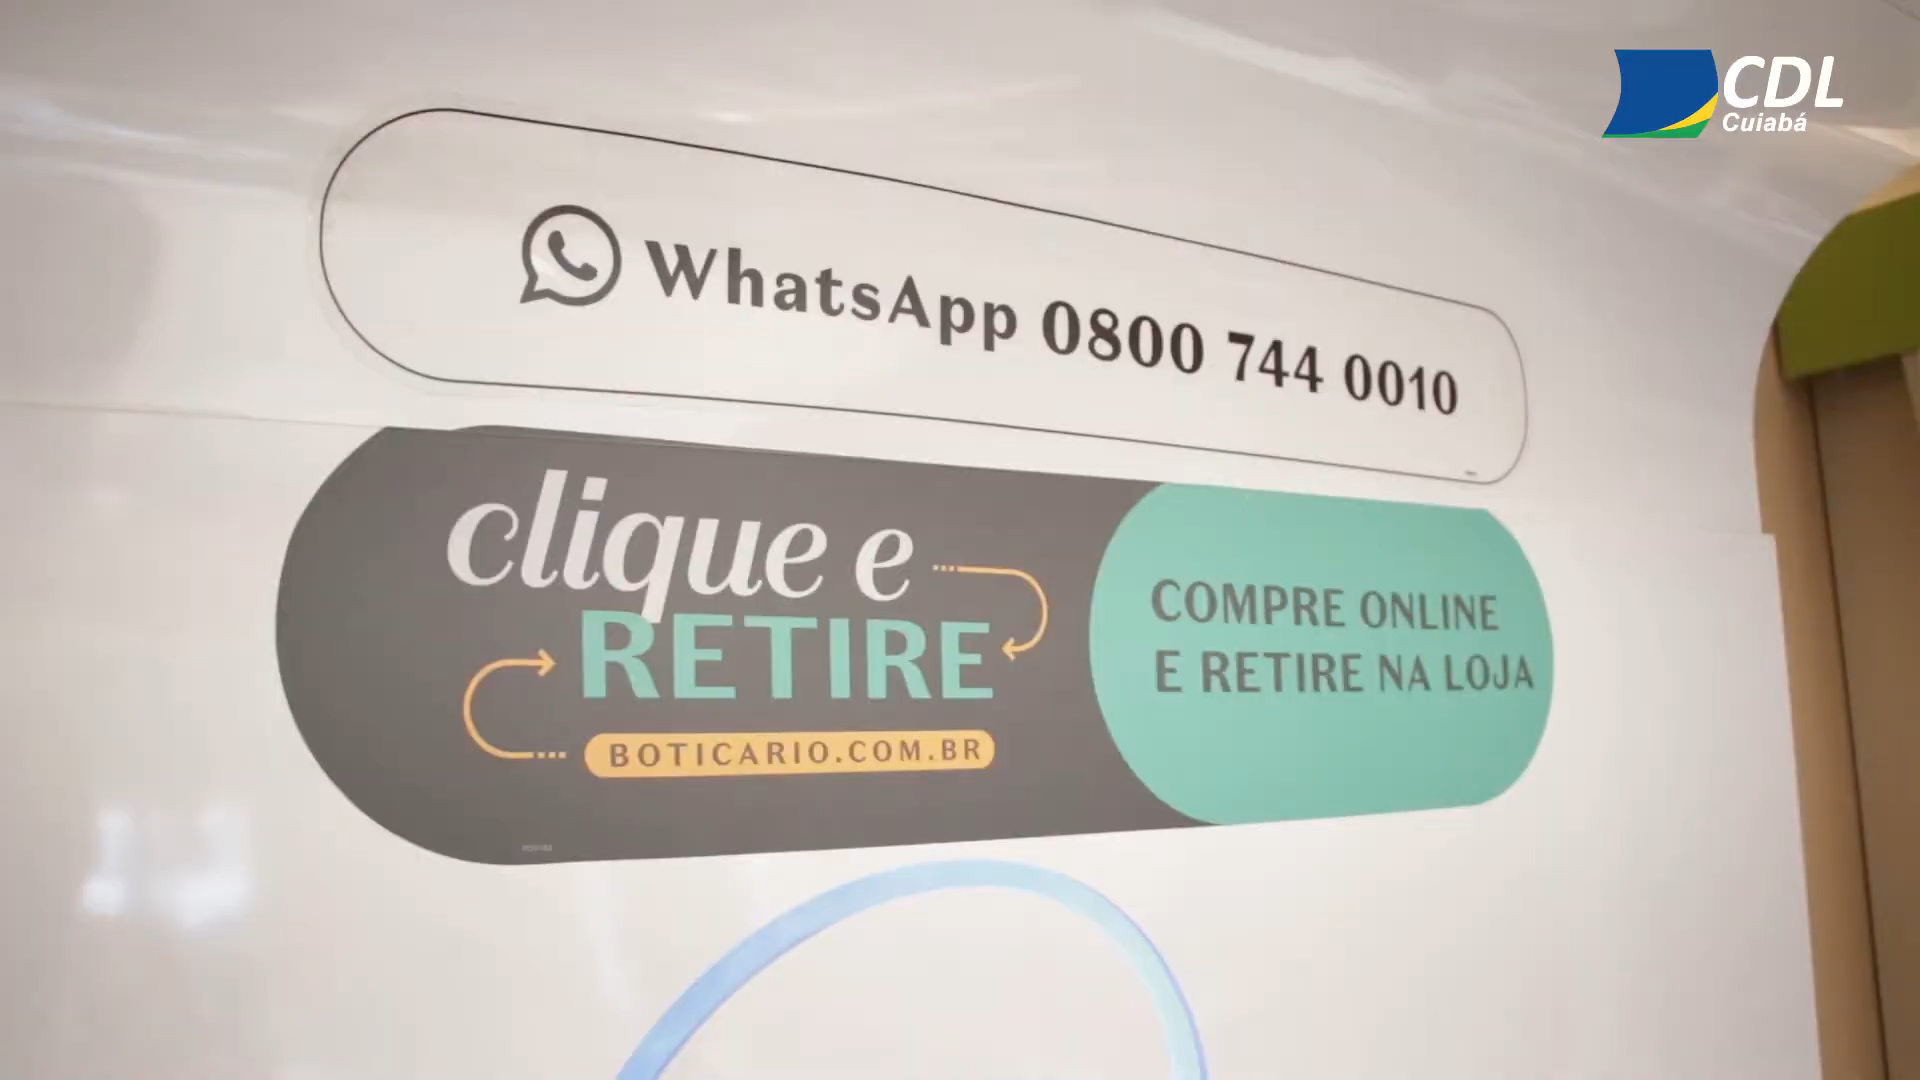 CDL
Cuiabá
WhatsApp 0800 744 0010
clique e
RETIRE
BOTICARIO.COM.BR
COMPRE ONLINE
E RETIRE NA LOJA